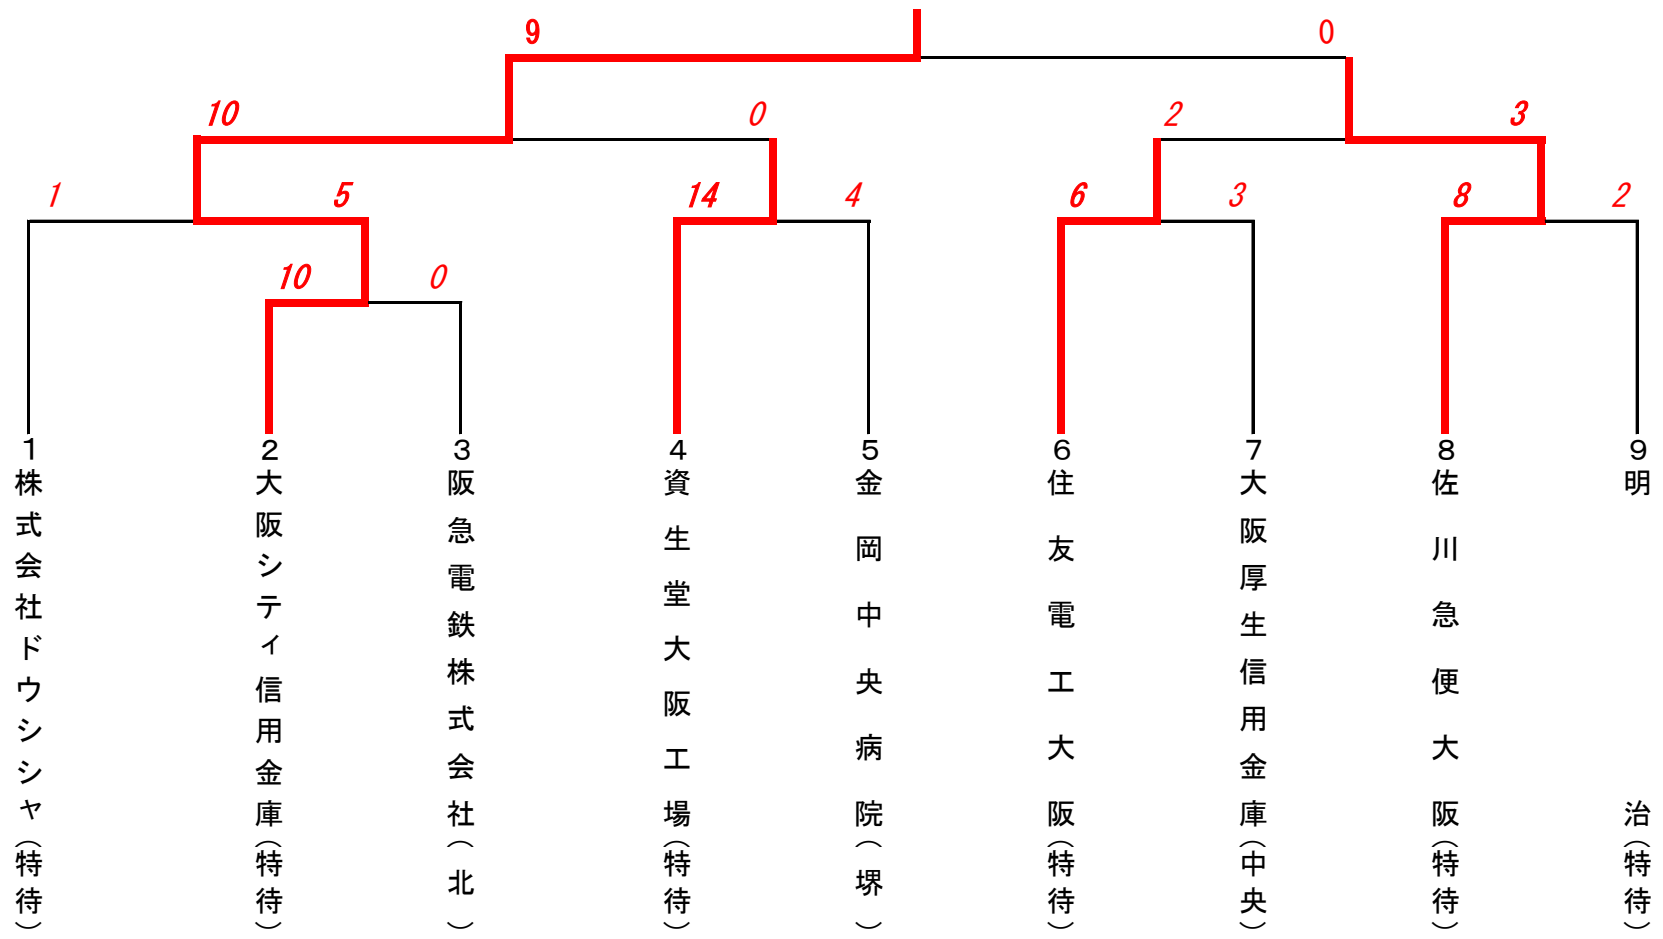 9 0
10 0 2 3
1 5 14 4 6 3 8 2
10 0
1 2 3 4 5 6 7 8 9
株式会社ドウシシャ(特待)
大阪シティ信用金庫(特待)
阪急電鉄株式会社(北)
資生堂大阪工場(特待)
金岡中央病院(堺)
住友電工大阪(特待)
大阪厚生信用金庫(中央)
佐川急便大阪(特待)
明治(特待)